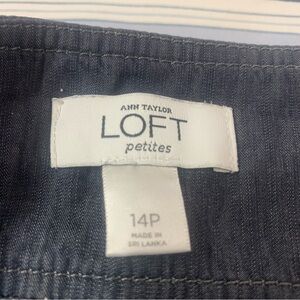 ANN TAYLOR
LOFT
petites
14P
MADE IN
SRI LANKA